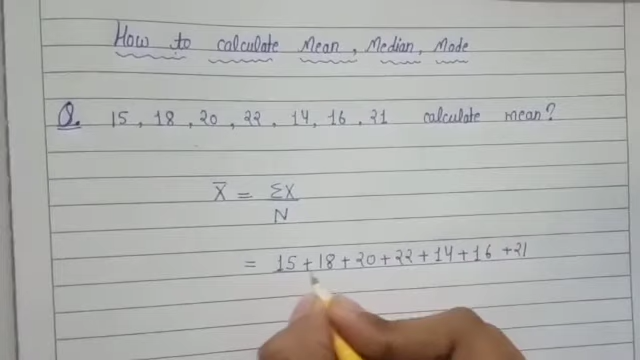 How to calculate Mean, Median, Mode
Q. 15, 18, 20, 22, 14, 16, 21 calculate mean?
X̅ = ΣX
N
= 15+18+20+22+14+16+21